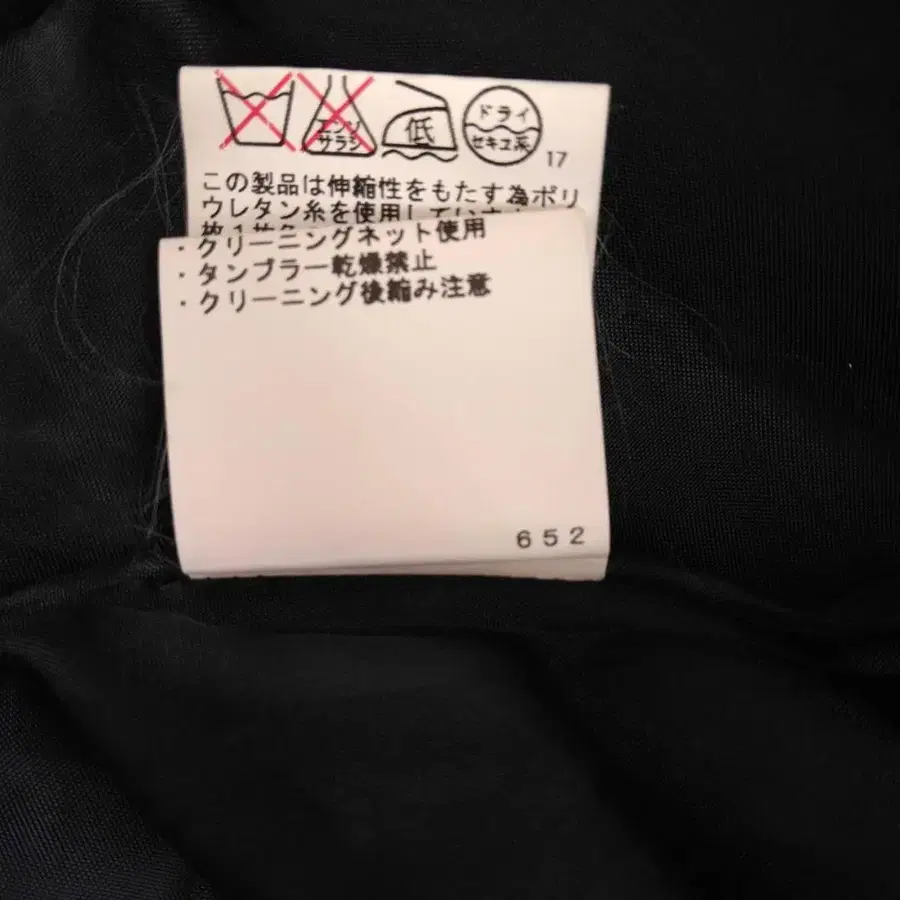 エンソ
サラシ
低
ドライ
セキユ系
17
この製品は伸縮性をもたす為ポリ
ウレタン糸を使用しています
・クリーニングネット使用
・タンブラー乾燥禁止
・クリーニング後縮み注意
652